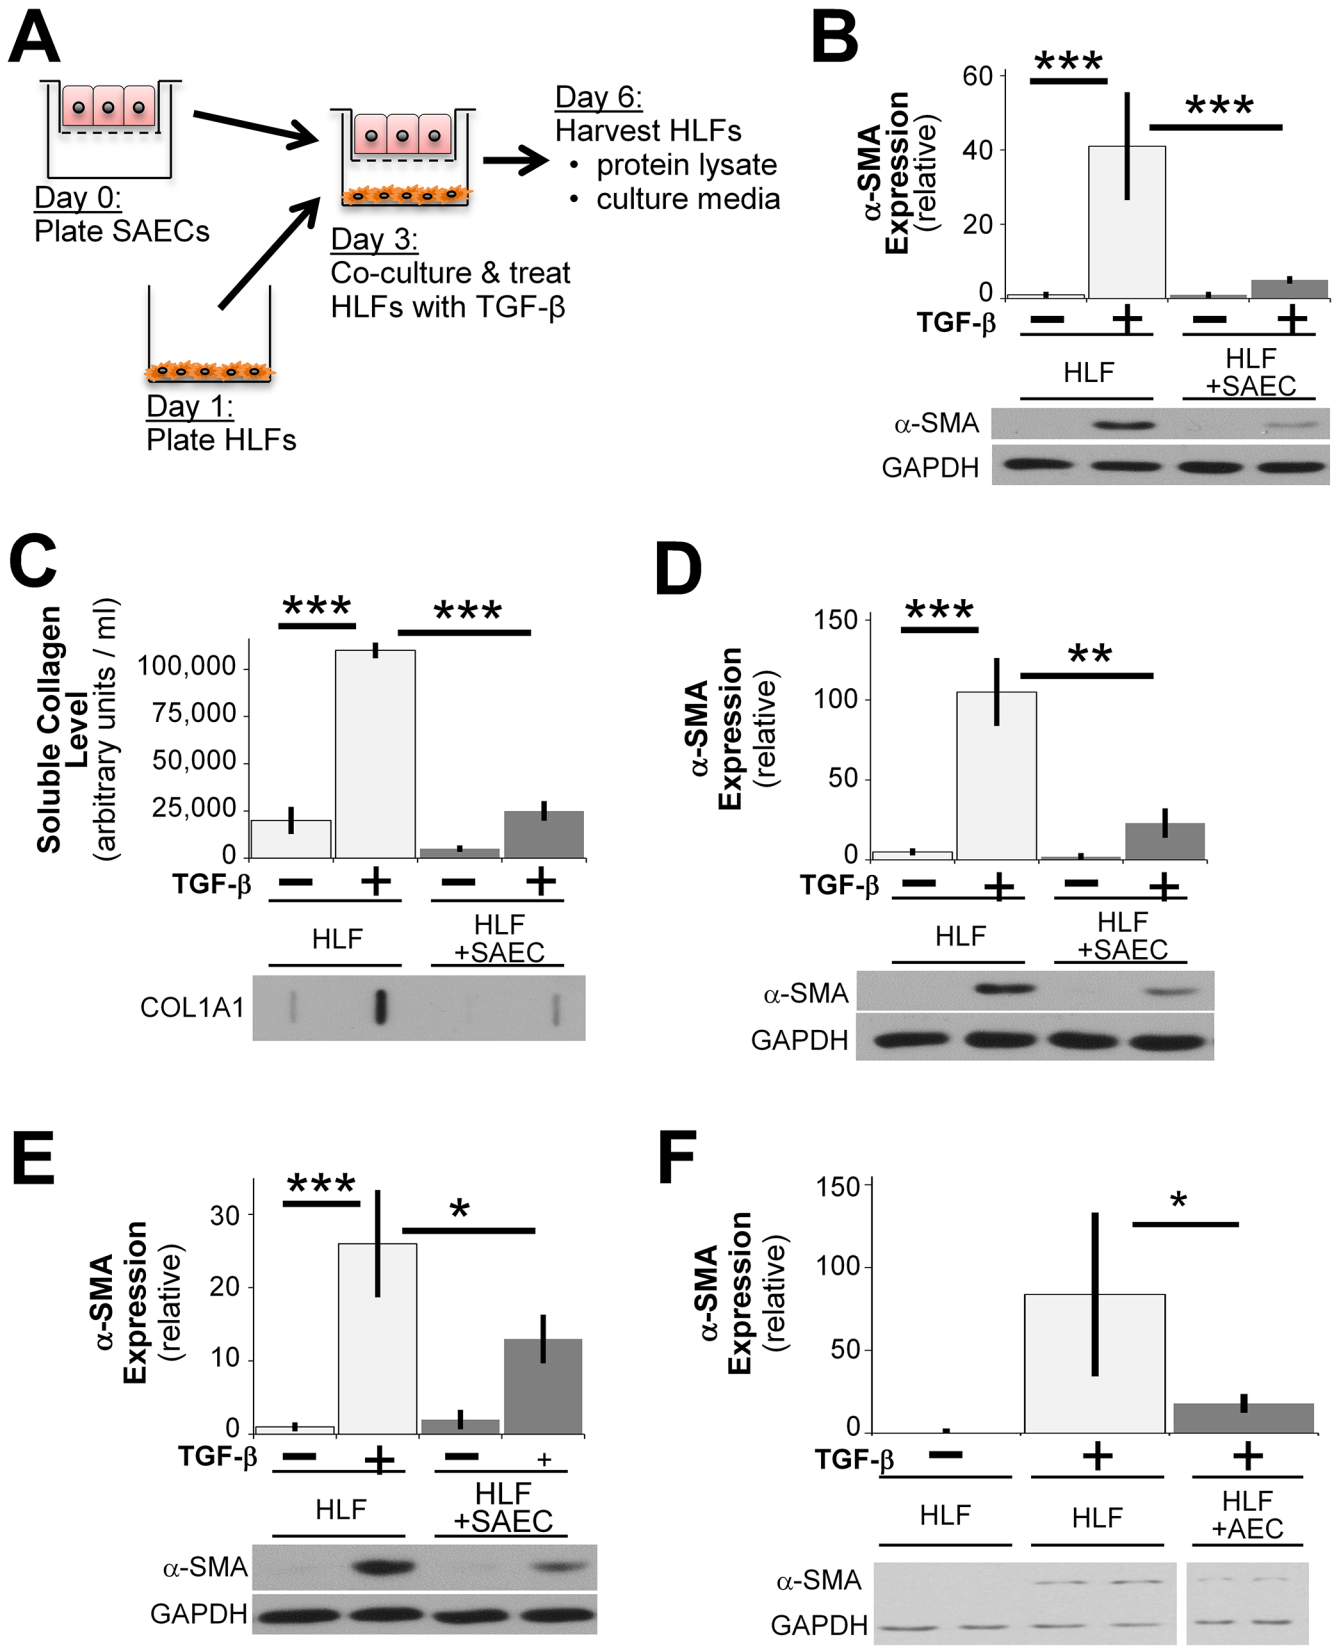 A
Day 0:
Plate SAECs
Day 1:
Plate HLFs
Day 3:
Co-culture & treat
HLFs with TGF-β
Day 6:
Harvest HLFs
• protein lysate
• culture media
B
α-SMA
Expression
(relative)
60
40
20
0
***
***
TGF-β − + − +
HLF
HLF
+SAEC
α-SMA
GAPDH
C
Soluble Collagen
Level
(arbitrary units / ml)
100,000
75,000
50,000
25,000
0
***
***
TGF-β − + − +
HLF
HLF
+SAEC
COL1A1
D
α-SMA
Expression
(relative)
150
100
50
0
***
**
TGF-β − + − +
HLF
HLF
+SAEC
α-SMA
GAPDH
E
α-SMA
Expression
(relative)
30
20
10
0
***
*
TGF-β − + − +
HLF
HLF
+SAEC
α-SMA
GAPDH
F
α-SMA
Expression
(relative)
150
100
50
0
*
TGF-β − + +
HLF
HLF
HLF
+AEC
α-SMA
GAPDH